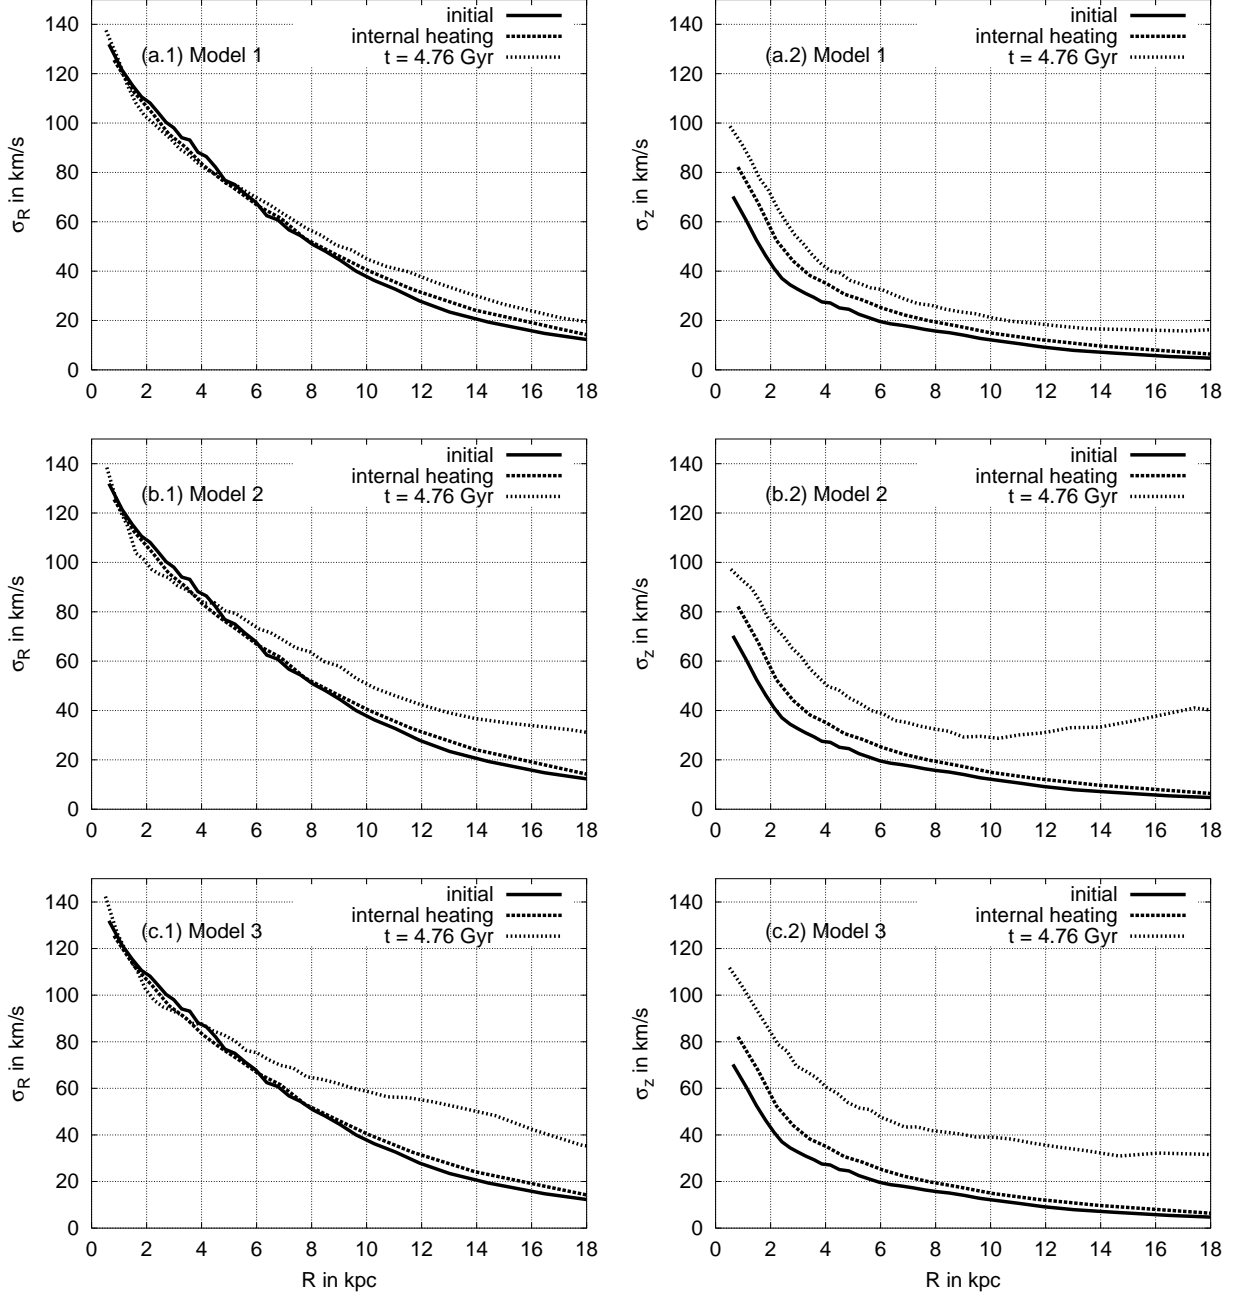 140
120
100
80
60
40
20
0
0 2 4 6 8 10 12 14 16 18
σR in km/s
(a.1) Model 1
initial
internal heating
t = 4.76 Gyr
140
120
100
80
60
40
20
0
0 2 4 6 8 10 12 14 16 18
σz in km/s
(a.2) Model 1
initial
internal heating
t = 4.76 Gyr
140
120
100
80
60
40
20
0
0 2 4 6 8 10 12 14 16 18
σR in km/s
(b.1) Model 2
initial
internal heating
t = 4.76 Gyr
140
120
100
80
60
40
20
0
0 2 4 6 8 10 12 14 16 18
σz in km/s
(b.2) Model 2
initial
internal heating
t = 4.76 Gyr
140
120
100
80
60
40
20
0
0 2 4 6 8 10 12 14 16 18
σR in km/s
R in kpc
(c.1) Model 3
initial
internal heating
t = 4.76 Gyr
140
120
100
80
60
40
20
0
0 2 4 6 8 10 12 14 16 18
σz in km/s
R in kpc
(c.2) Model 3
initial
internal heating
t = 4.76 Gyr